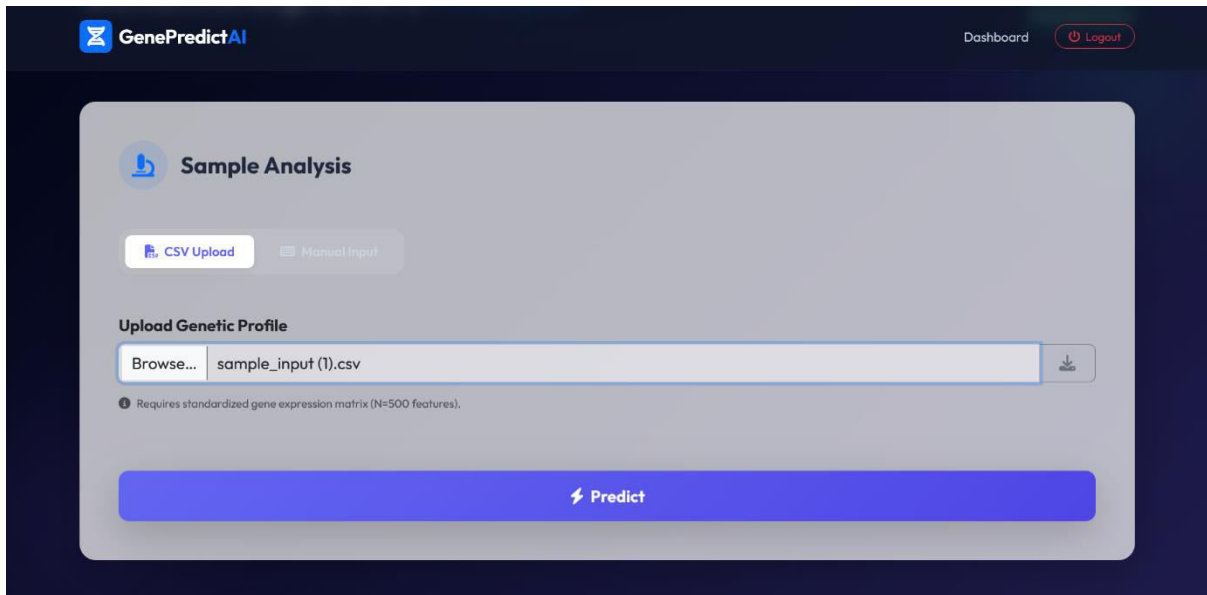 GenePredictAI
Dashboard
Logout
Sample Analysis
CSV Upload
Manual Input
Upload Genetic Profile
Browse... sample_input (1).csv
Requires standardized gene expression matrix (N=500 features).
Predict